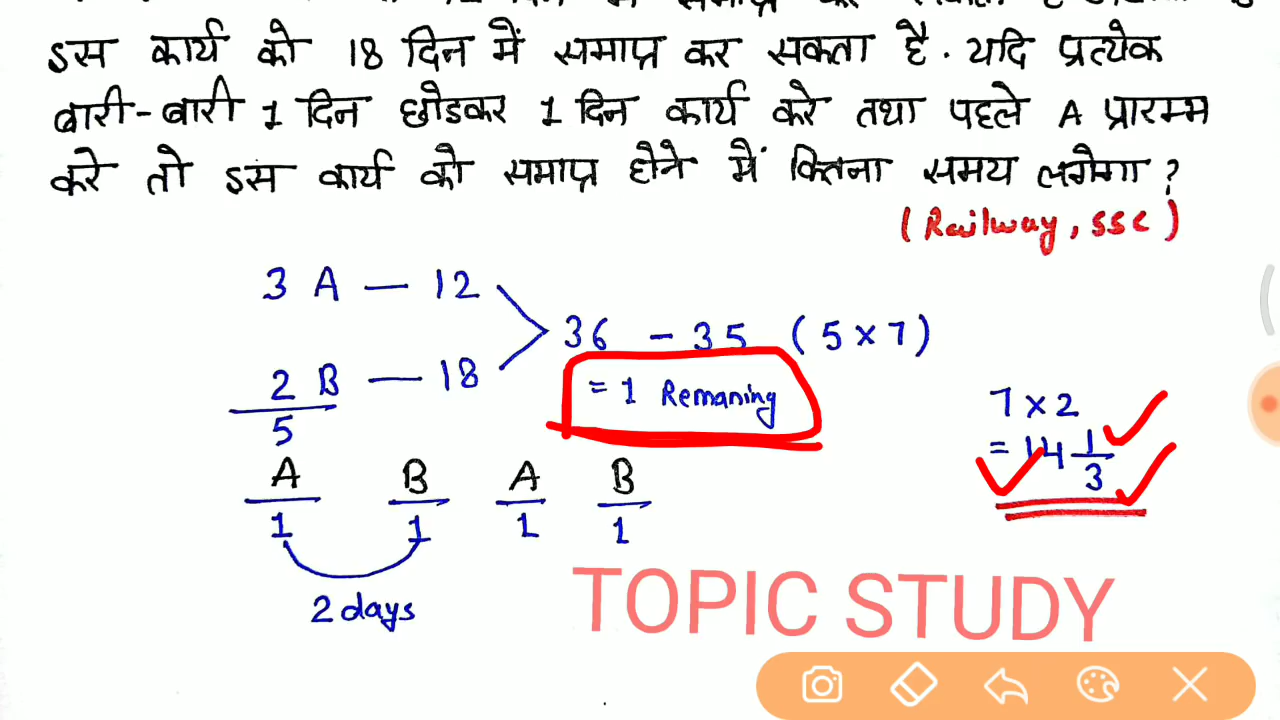 इस कार्य को 18 दिन में समाप्त कर सकता है. यदि प्रत्येक
बारी-बारी 1 दिन छोडकर 1 दिन कार्य करे तथा पहले A प्रारम्भ
करे तो इस कार्य को समाप्त होने में कितना समय लगेगा ?
(Railway, SSC)
3 A — 12
36 - 35 (5 × 7)
2 B — 18
= 1 Remaning
5
7 × 2
= 14 1/3
A B A B
1 1 1 1
2 days
TOPIC STUDY